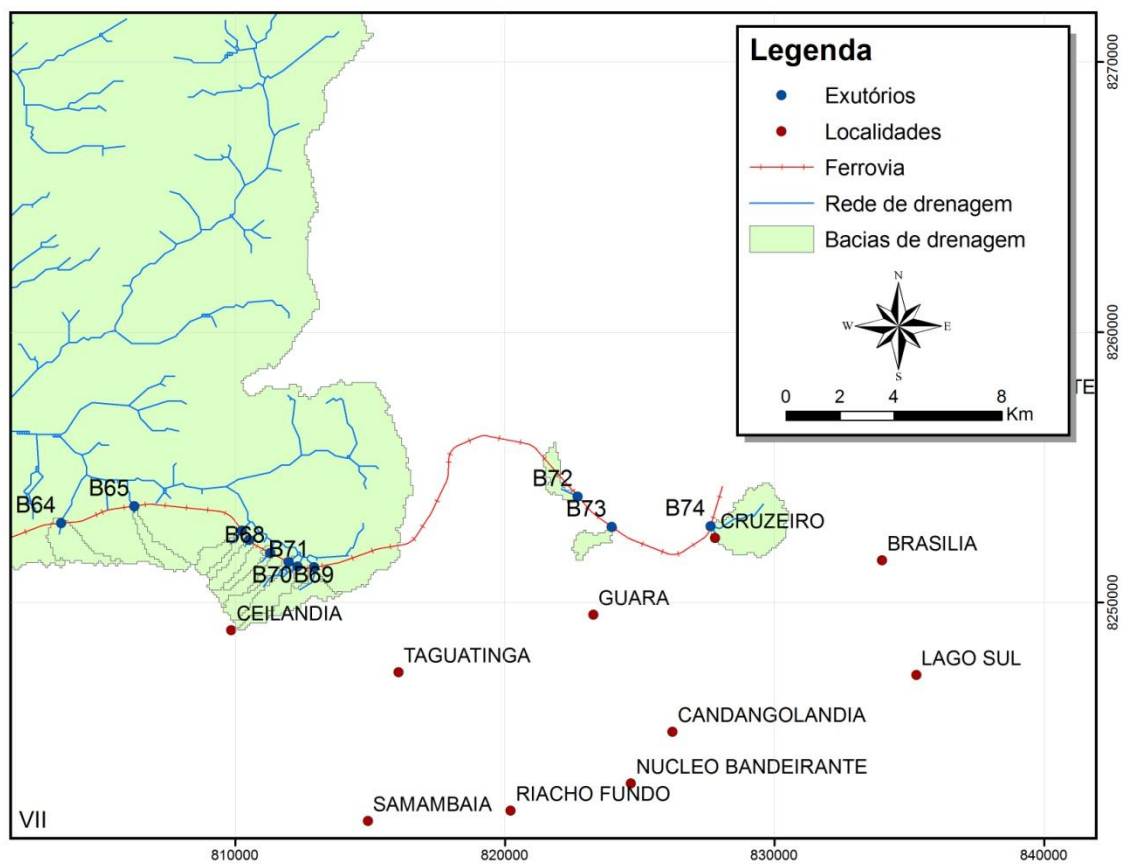 Legenda
Exutórios
Localidades
Ferrovia
Rede de drenagem
Bacias de drenagem
N
W
E
S
0 2 4 8
Km
TE
8270000
8260000
8250000
B64
B65
B68
B71
B70
B69
B72
B73
B74
CRUZEIRO
BRASILIA
CEILANDIA
GUARA
TAGUATINGA
LAGO SUL
CANDANGOLANDIA
NUCLEO BANDEIRANTE
RIACHO FUNDO
SAMAMBAIA
VII
810000
820000
830000
840000